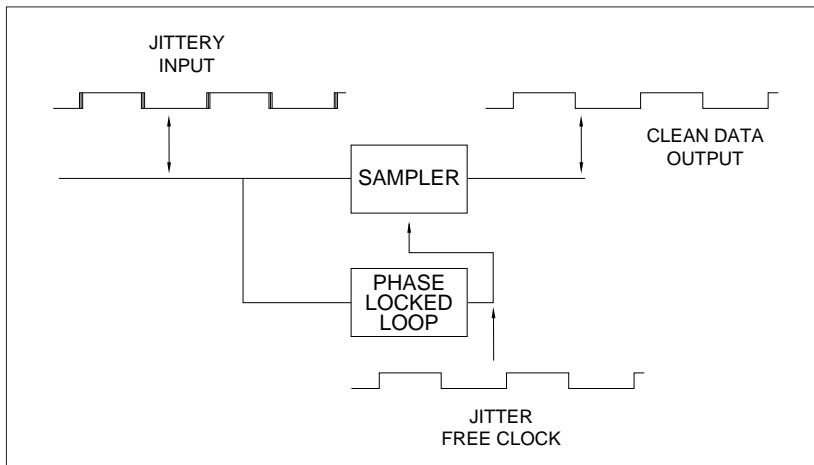 JITTERY
INPUT
CLEAN DATA
OUTPUT
SAMPLER
PHASE
LOCKED
LOOP
JITTER
FREE CLOCK